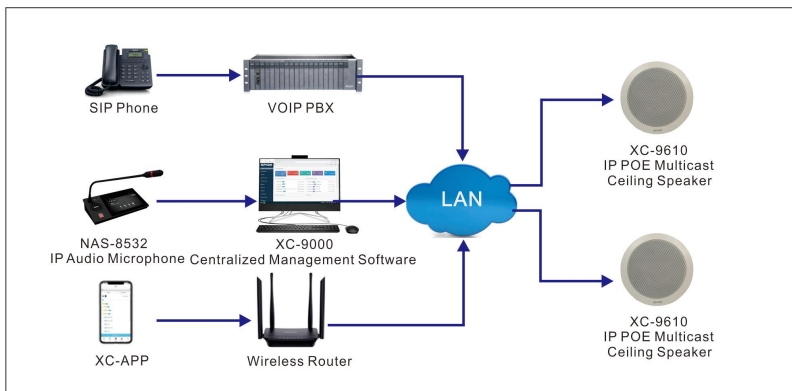 SIP Phone
VOIP PBX
XC-9610
IP POE Multicast
Ceiling Speaker
LAN
NAS-8532
IP Audio Microphone
XC-9000
Centralized Management Software
XC-APP
Wireless Router
XC-9610
IP POE Multicast
Ceiling Speaker